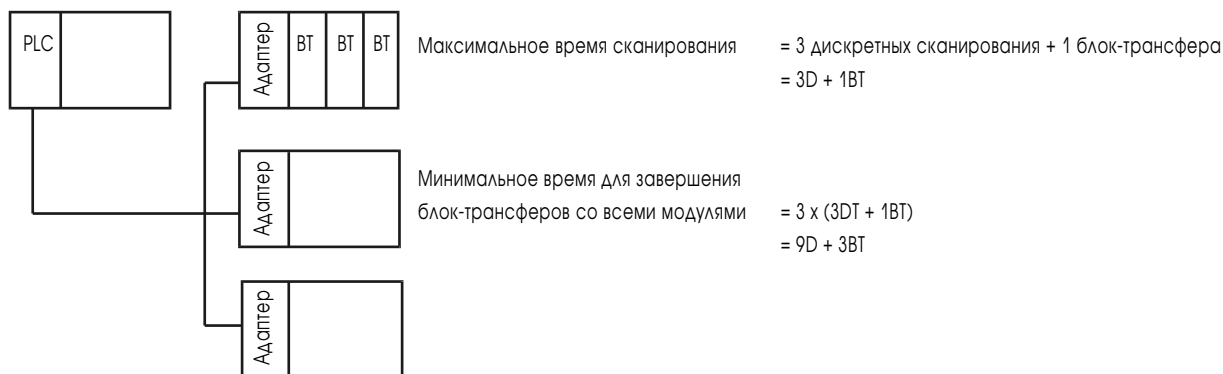 PLC
Адаптер
BT BT BT
Максимальное время сканирования = 3 дискретных сканирования + 1 блок-трансфера
= 3D + 1BT
Адаптер
Минимальное время для завершения
блок-трансферов со всеми модулями = 3 x (3DT + 1BT)
= 9D + 3BT
Адаптер